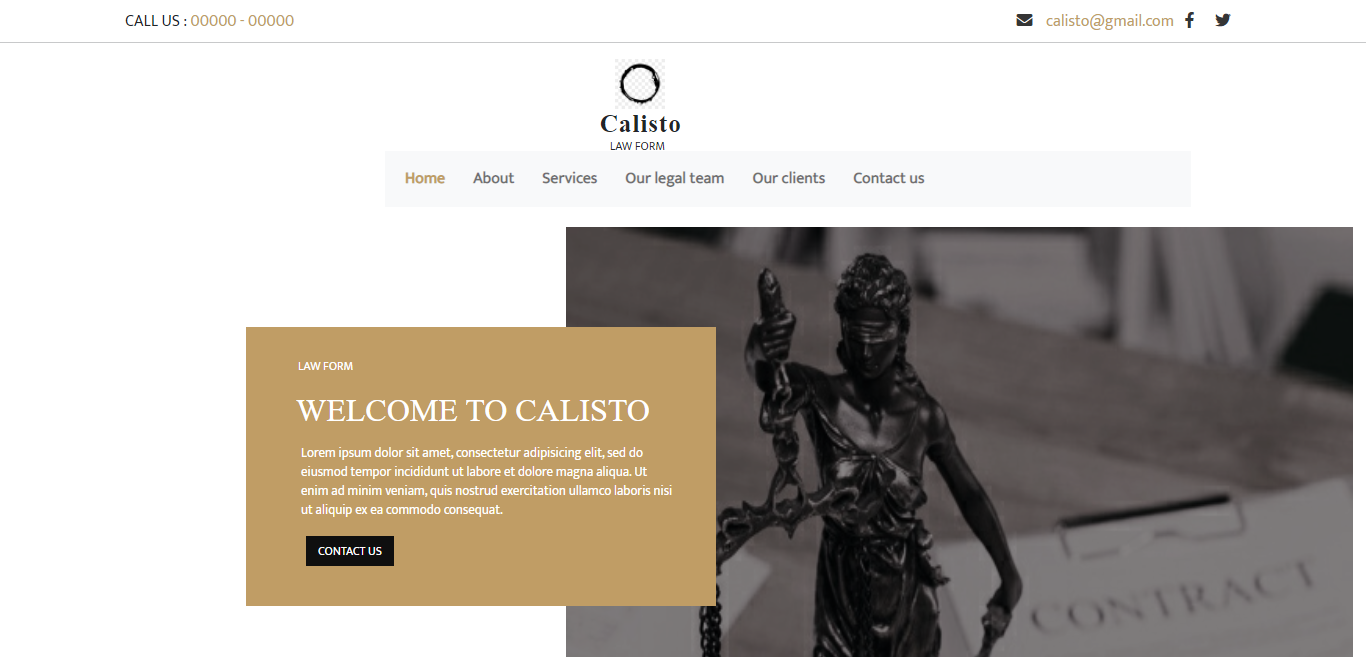 CALL US : 00000 - 00000
calisto@gmail.com
Calisto
LAW FORM
Home About Services Our legal team Our clients Contact us
LAW FORM
WELCOME TO CALISTO
Lorem ipsum dolor sit amet, consectetur adipisicing elit, sed do
eiusmod tempor incididunt ut labore et dolore magna aliqua. Ut
enim ad minim veniam, quis nostrud exercitation ullamco laboris nisi
ut aliquip ex ea commodo consequat.
CONTACT US
CONTRACT